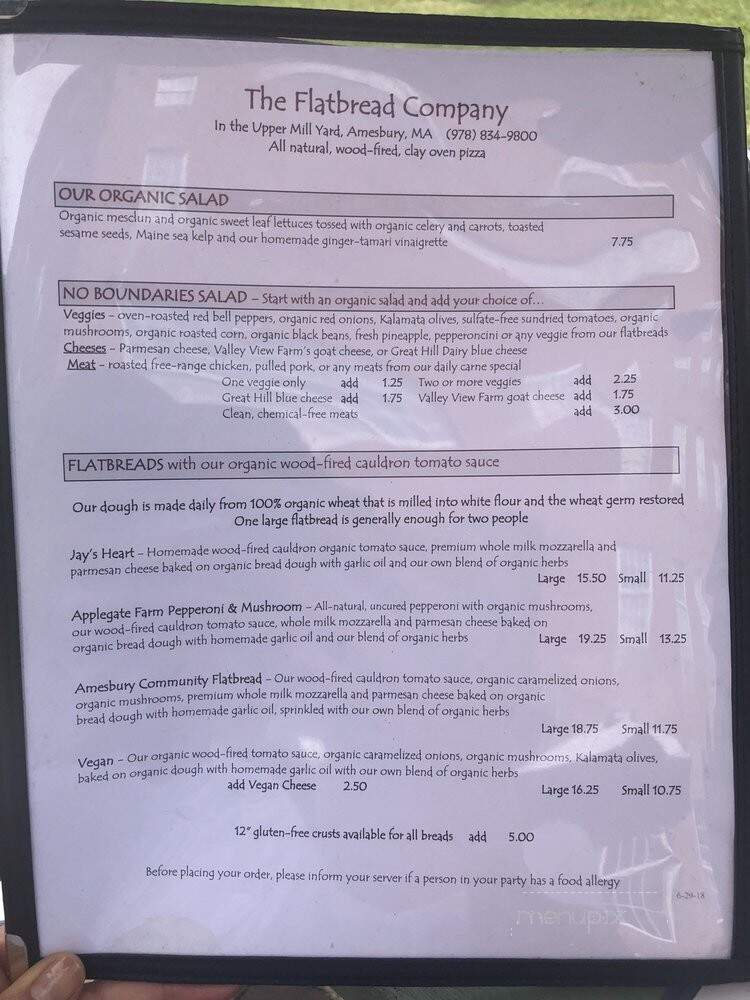 The Flatbread Company
In the Upper Mill Yard, Amesbury, MA (978) 834-9800
All natural, wood-fired, clay oven pizza
OUR ORGANIC SALAD
Organic mesclun and organic sweet leaf lettuces tossed with organic celery and carrots, toasted
sesame seeds, Maine sea kelp and our homemade ginger-tamari vinaigrette 7.75
NO BOUNDARIES SALAD – Start with an organic salad and add your choice of...
Veggies – oven-roasted red bell peppers, organic red onions, Kalamata olives, sulfate-free sundried tomatoes, organic
mushrooms, organic roasted corn, organic black beans, fresh pineapple, pepperoncini or any veggie from our flatbreads
Cheeses – Parmesan cheese, Valley View Farm's goat cheese, or Great Hill Dairy blue cheese
Meat – roasted free-range chicken, pulled pork, or any meats from our daily carne special
One veggie only add 1.25 Two or more veggies add 2.25
Great Hill blue cheese add 1.75 Valley View Farm goat cheese add 1.75
Clean, chemical-free meats add 3.00
FLATBREADS with our organic wood-fired cauldron tomato sauce
Our dough is made daily from 100% organic wheat that is milled into white flour and the wheat germ restored
One large flatbread is generally enough for two people
Jay's Heart – Homemade wood-fired cauldron organic tomato sauce, premium whole milk mozzarella and
parmesan cheese baked on organic bread dough with garlic oil and our own blend of organic herbs
Large 15.50 Small 11.25
Applegate Farm Pepperoni & Mushroom – All-natural, uncured pepperoni with organic mushrooms,
our wood-fired cauldron tomato sauce, whole milk mozzarella and parmesan cheese baked on
organic bread dough with homemade garlic oil and our blend of organic herbs Large 19.25 Small 13.25
Amesbury Community Flatbread – Our wood-fired cauldron tomato sauce, organic caramelized onions,
organic mushrooms, premium whole milk mozzarella and parmesan cheese baked on organic
bread dough with homemade garlic oil, sprinkled with our own blend of organic herbs
Large 18.75 Small 11.75
Vegan – Our organic wood-fired tomato sauce, organic caramelized onions, organic mushrooms, Kalamata olives,
baked on organic dough with homemade garlic oil with our own blend of organic herbs
add Vegan Cheese 2.50 Large 16.25 Small 10.75
12" gluten-free crusts available for all breads add 5.00
Before placing your order, please inform your server if a person in your party has a food allergy
6-29-18